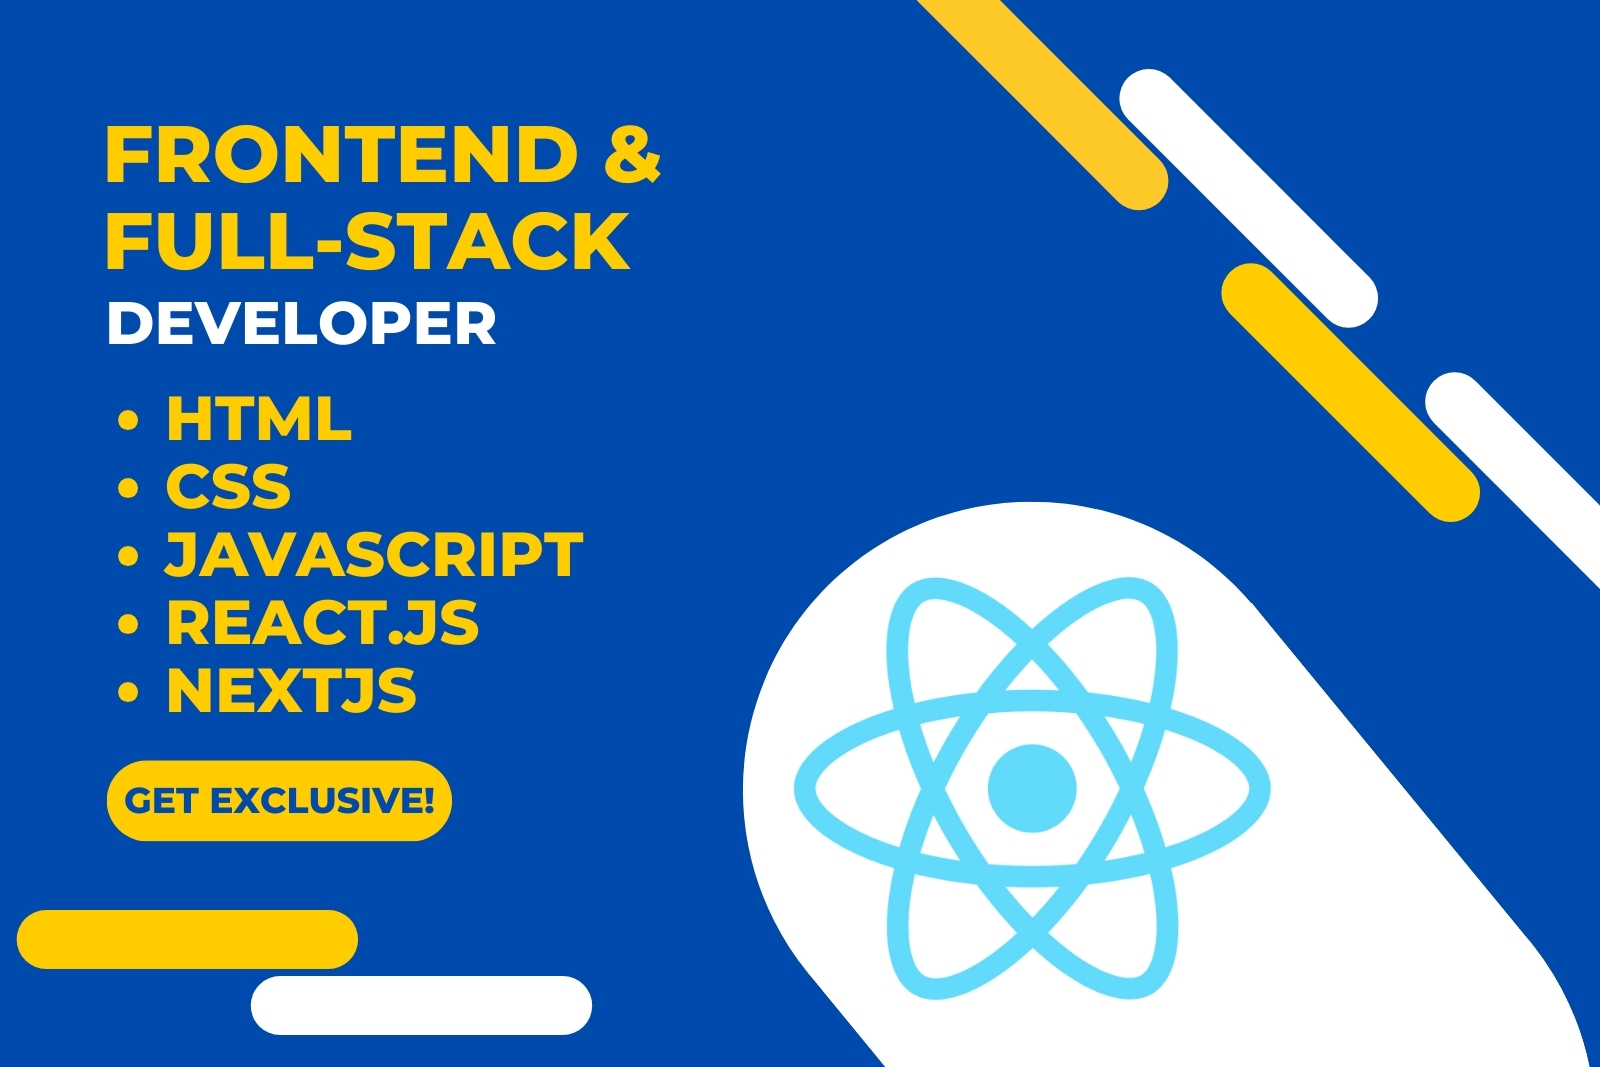 FRONTEND &
FULL-STACK
DEVELOPER
• HTML
• CSS
• JAVASCRIPT
• REACT.JS
• NEXTJS
GET EXCLUSIVE!